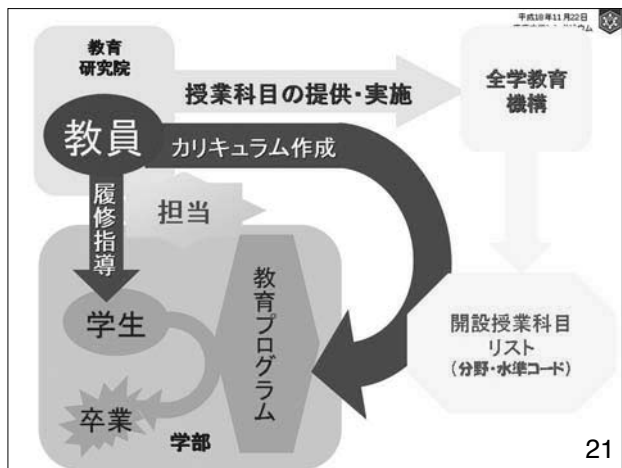 平成18年11月22日
教育
研究院
授業科目の提供・実施
全学教育
機構
教員
カリキュラム作成
履修指導
担当
教育プログラム
学生
卒業
学部
開設授業科目
リスト
(分野・水準コード)
21